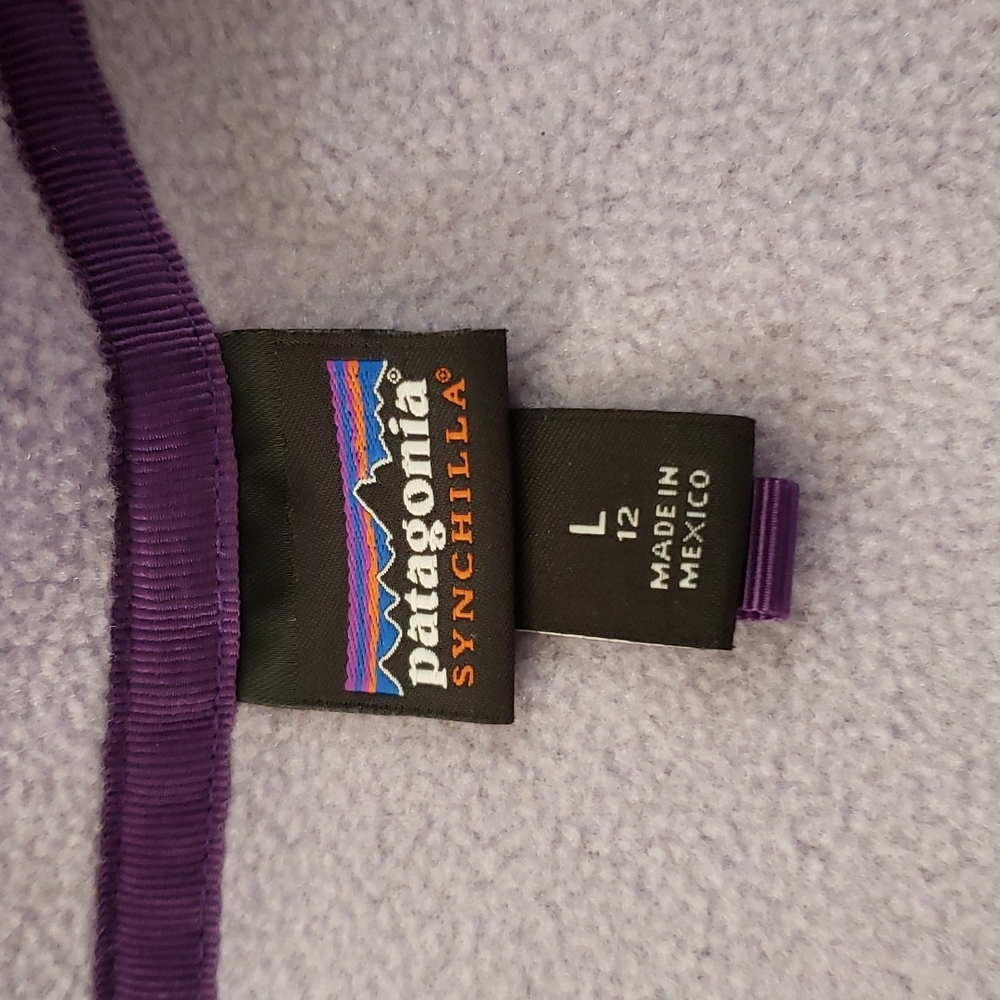 patagonia®
SYNCHILLA®
L
12
MADE IN
MEXICO